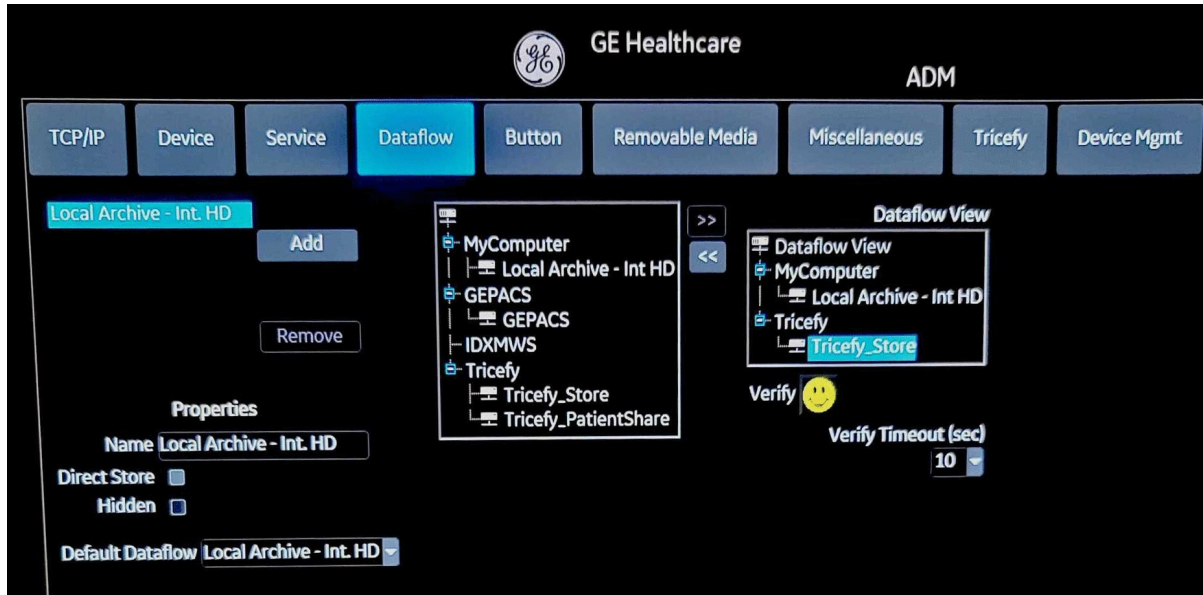 GE Healthcare
ADM
TCP/IP
Device
Service
Dataflow
Button
Removable Media
Miscellaneous
Tricefy
Device Mgmt
Local Archive - Int. HD
Add
Remove
Properties
Name Local Archive - Int. HD
Direct Store
Hidden
Default Dataflow Local Archive - Int. HD
MyComputer
Local Archive - Int HD
GEPACS
GEPACS
IDXMWS
Tricefy
Tricefy_Store
Tricefy_PatientShare
>>
<<
Dataflow View
Dataflow View
MyComputer
Local Archive - Int HD
Tricefy
Tricefy_Store
Verify
Verify Timeout (sec)
10